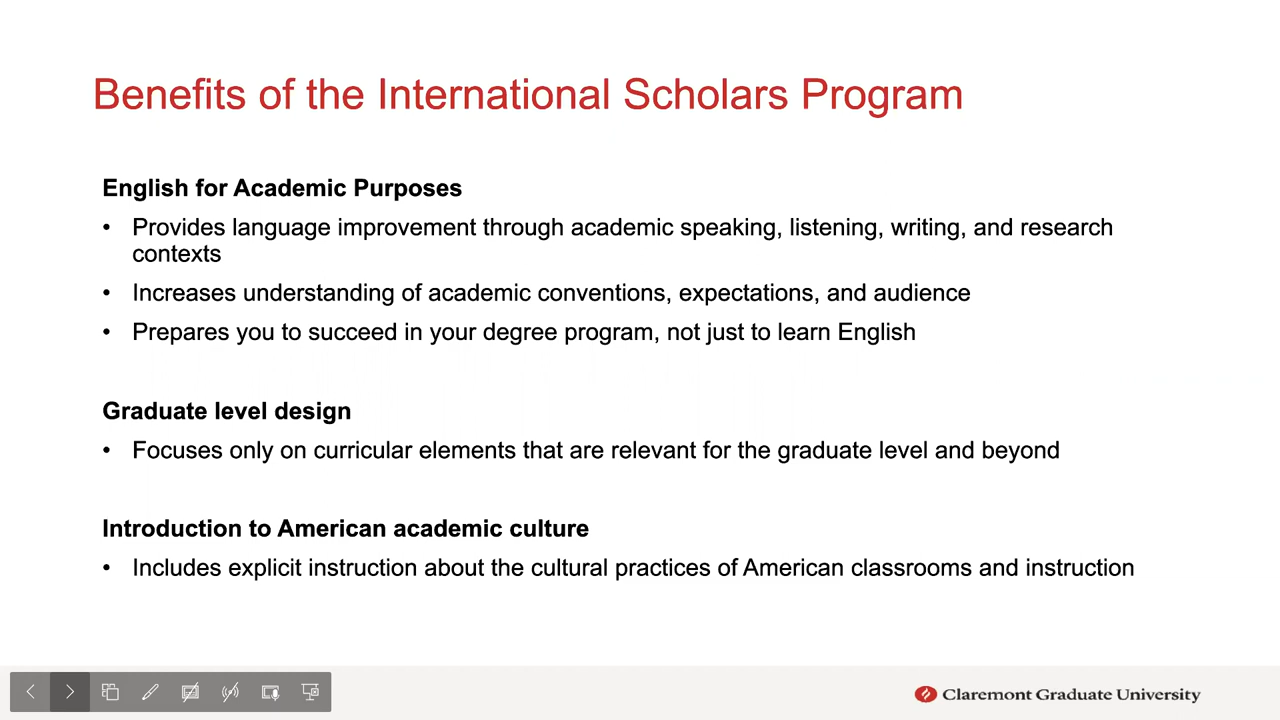 Benefits of the International Scholars Program
English for Academic Purposes
• Provides language improvement through academic speaking, listening, writing, and research
contexts
• Increases understanding of academic conventions, expectations, and audience
• Prepares you to succeed in your degree program, not just to learn English
Graduate level design
• Focuses only on curricular elements that are relevant for the graduate level and beyond
Introduction to American academic culture
• Includes explicit instruction about the cultural practices of American classrooms and instruction
Claremont Graduate University